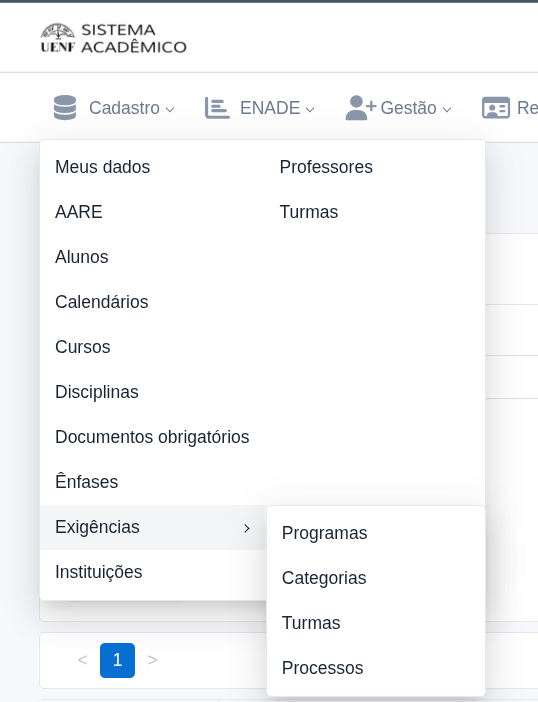 UENF SISTEMA ACADÊMICO
Cadastro ENADE Gestão Re
Meus dados
AARE
Alunos
Calendários
Cursos
Disciplinas
Documentos obrigatórios
Ênfases
Exigências >
Instituições
Professores
Turmas
Programas
Categorias
Turmas
Processos
< 1 >